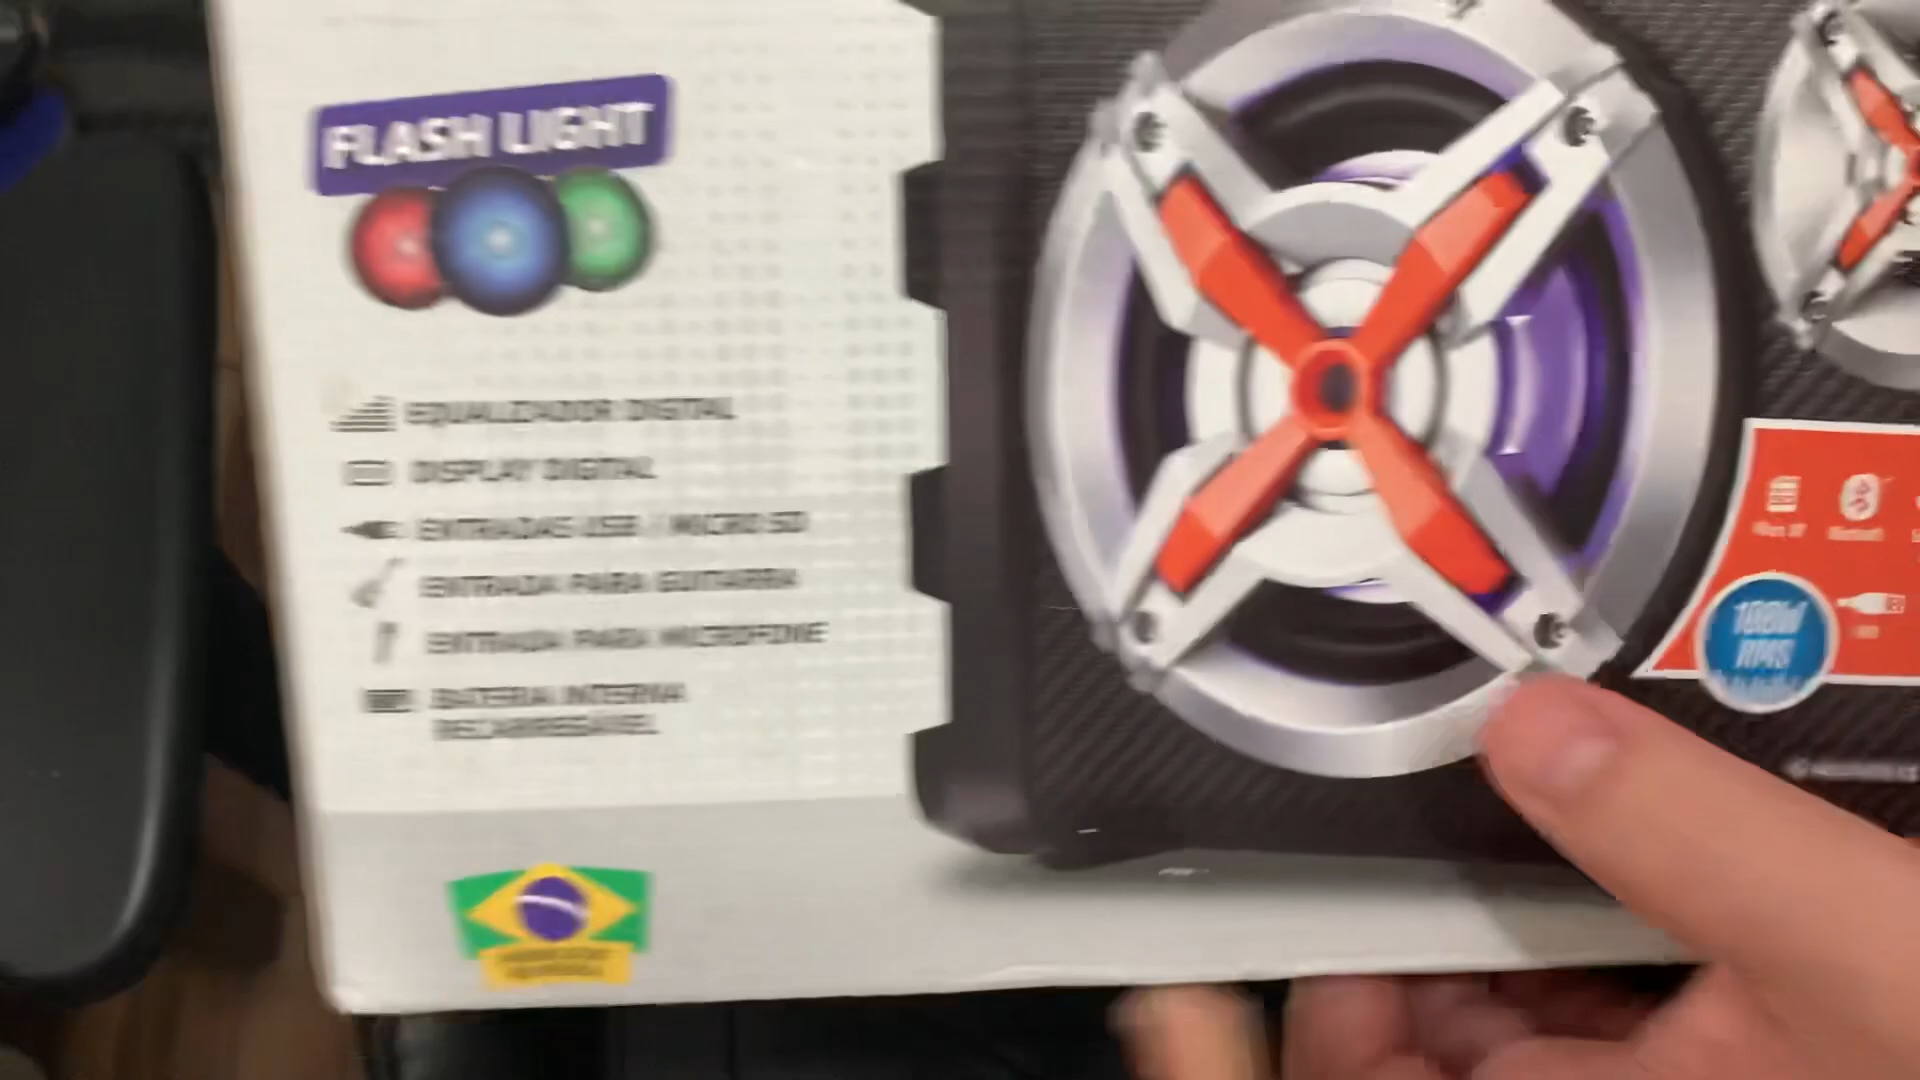 FLASH LIGHT
EQUALIZADOR DIGITAL
DISPLAY DIGITAL
ENTRADAS USB / MICRO SD
ENTRADA PARA GUITARRA
ENTRADA PARA MICROFONE
BATERIA INTERNA
RECARREGÁVEL
Bluetooth
100W
RMS